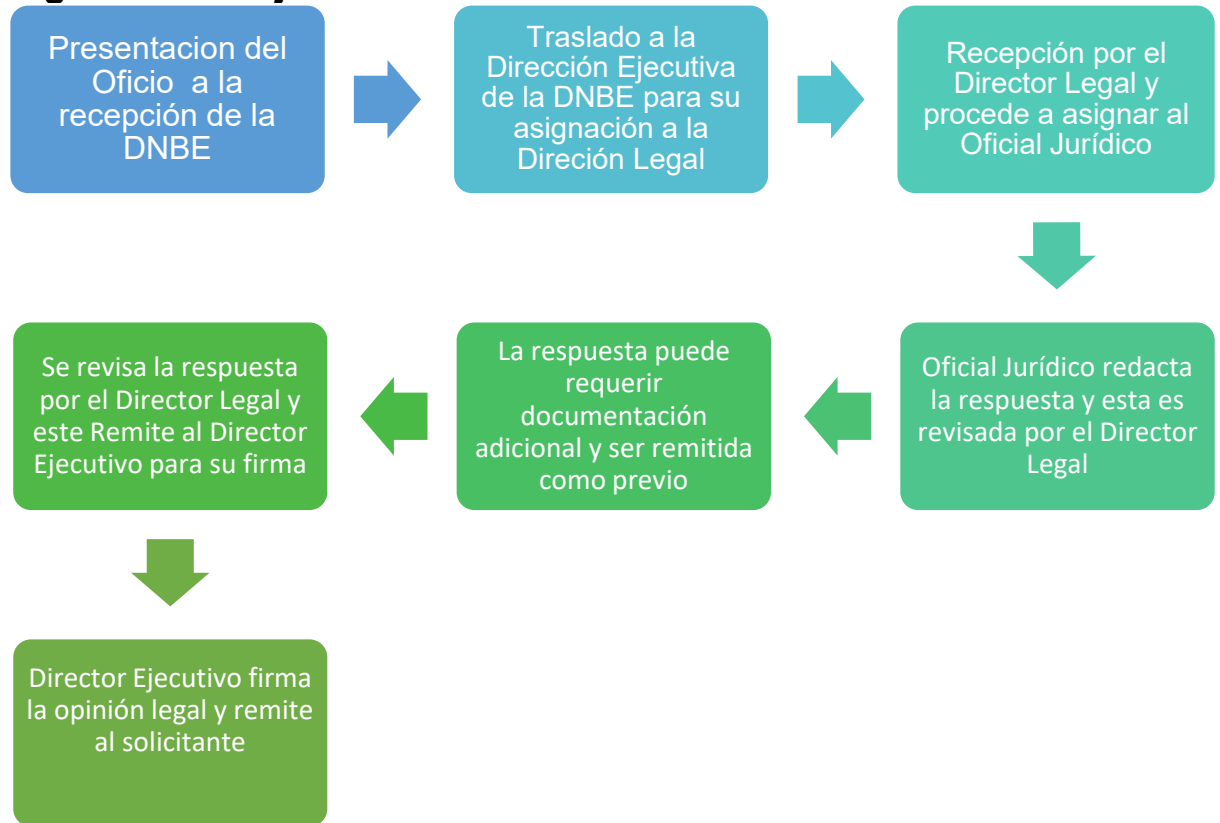 Presentacion del
Oficio a la
recepción de la
DNBE
Traslado a la
Dirección Ejecutiva
de la DNBE para su
asignación a la
Direción Legal
Recepción por el
Director Legal y
procede a asignar al
Oficial Jurídico
Oficial Jurídico redacta
la respuesta y esta es
revisada por el Director
Legal
La respuesta puede
requerir
documentación
adicional y ser remitida
como previo
Se revisa la respuesta
por el Director Legal y
este Remite al Director
Ejecutivo para su firma
Director Ejecutivo firma
la opinión legal y remite
al solicitante